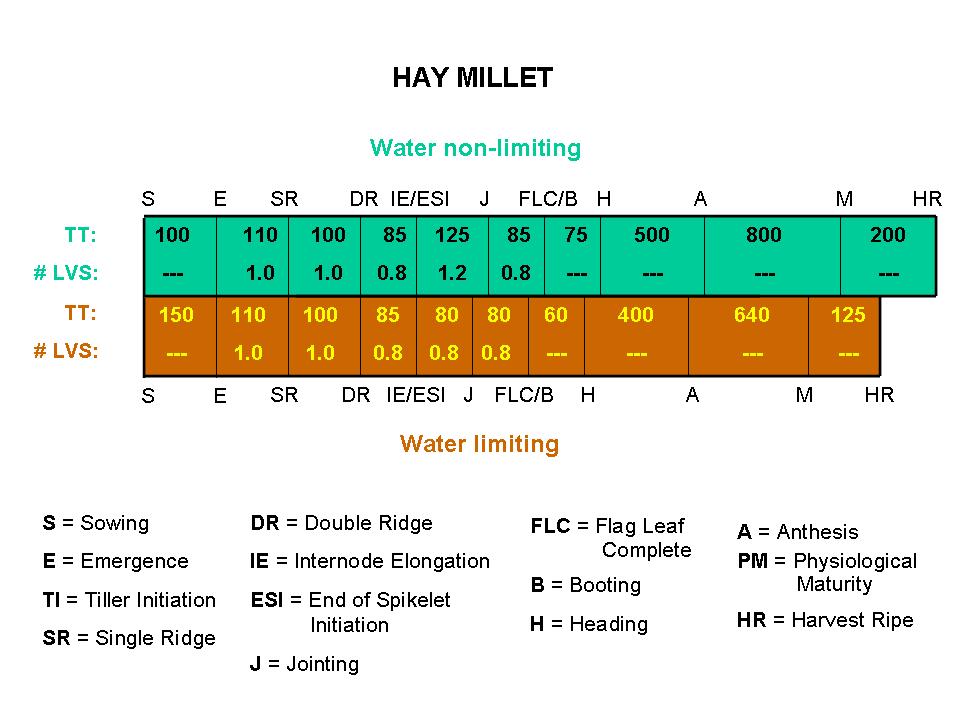 HAY MILLET
Water non-limiting
S E SR DR IE/ESI J FLC/B H A M HR
TT: 100 110 100 85 125 85 75 500 800 200
# LVS: --- 1.0 1.0 0.8 1.2 0.8 --- --- --- ---
TT: 150 110 100 85 80 80 60 400 640 125
# LVS: --- 1.0 1.0 0.8 0.8 0.8 --- --- --- ---
S E SR DR IE/ESI J FLC/B H A M HR
Water limiting
S = Sowing
E = Emergence
TI = Tiller Initiation
SR = Single Ridge
DR = Double Ridge
IE = Internode Elongation
ESI = End of Spikelet
Initiation
J = Jointing
FLC = Flag Leaf
Complete
B = Booting
H = Heading
A = Anthesis
PM = Physiological
Maturity
HR = Harvest Ripe